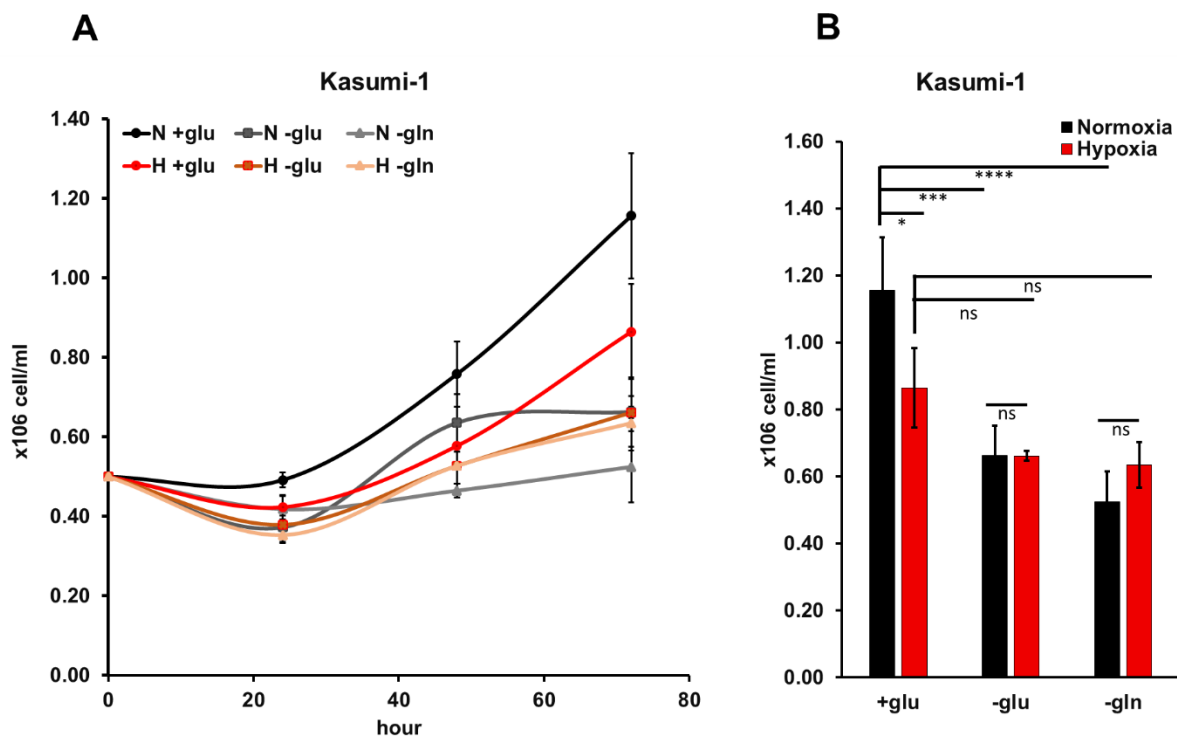 A
Kasumi-1
N +glu N -glu N -gln
H +glu H -glu H -gln
1.40
1.20
1.00
0.80
0.60
0.40
0.20
0.00
x106 cell/ml
0 20 40 60 80
hour
B
Kasumi-1
Normoxia
Hypoxia
1.60
1.40
1.20
1.00
0.80
0.60
0.40
0.20
0.00
x106 cell/ml
****
***
*
ns
ns
ns
ns
+glu -glu -gln